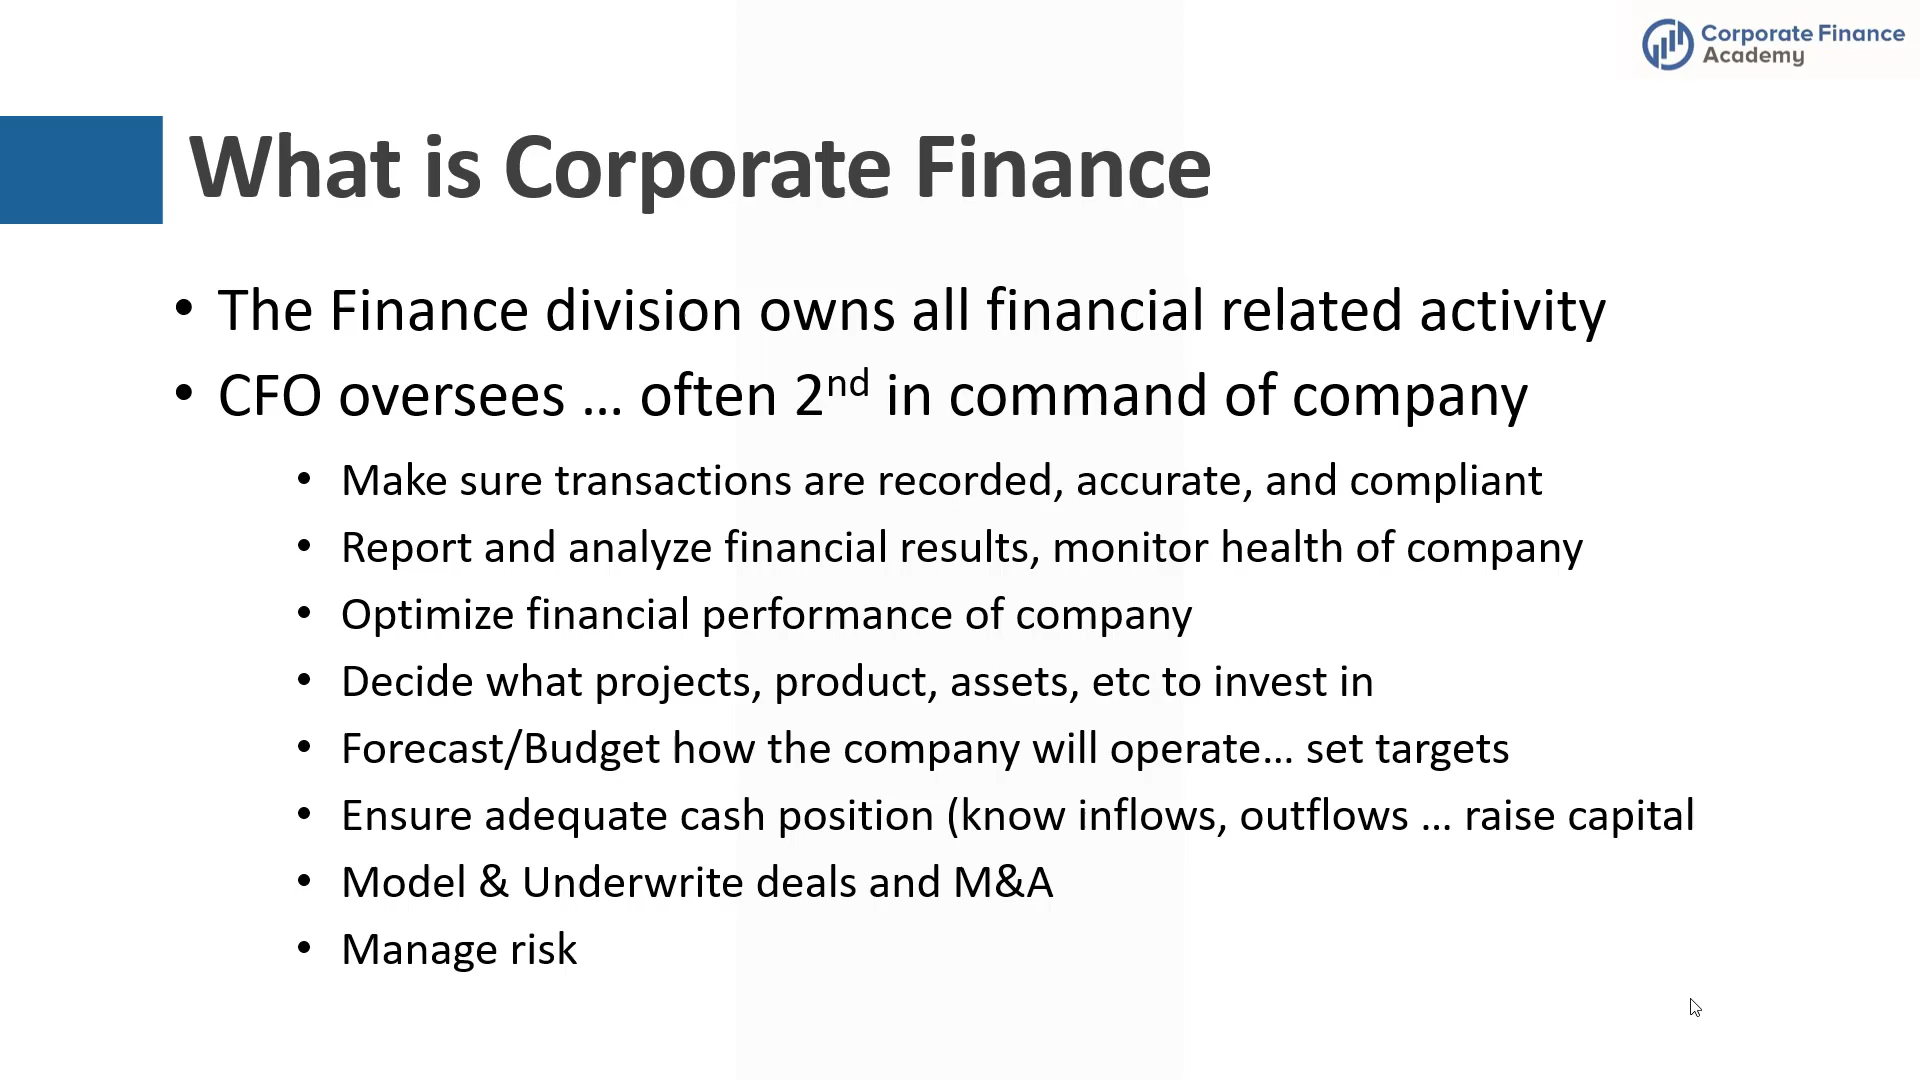 Corporate Finance
Academy
What is Corporate Finance
• The Finance division owns all financial related activity
• CFO oversees … often 2nd in command of company
• Make sure transactions are recorded, accurate, and compliant
• Report and analyze financial results, monitor health of company
• Optimize financial performance of company
• Decide what projects, product, assets, etc to invest in
• Forecast/Budget how the company will operate… set targets
• Ensure adequate cash position (know inflows, outflows … raise capital
• Model & Underwrite deals and M&A
• Manage risk